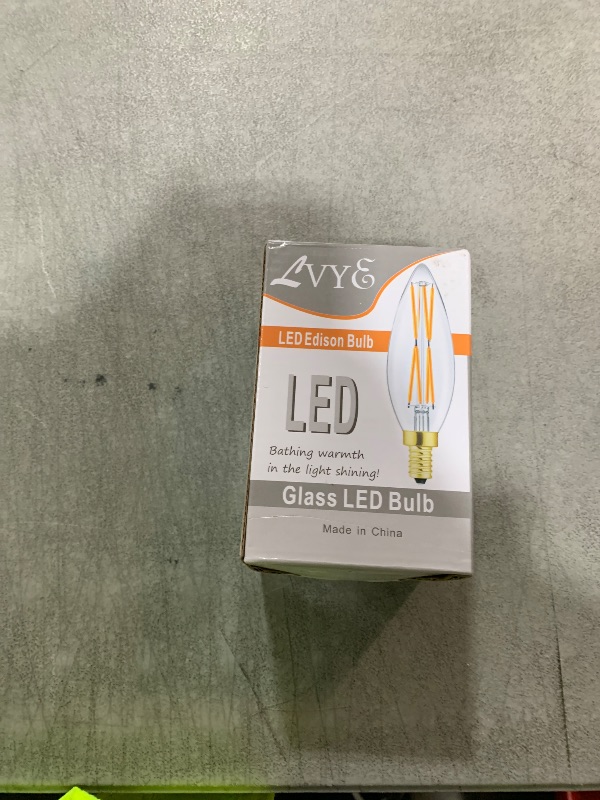 LVYE
LED Edison Bulb
LED
Bathing warmth
in the light shining!
Glass LED Bulb
Made in China